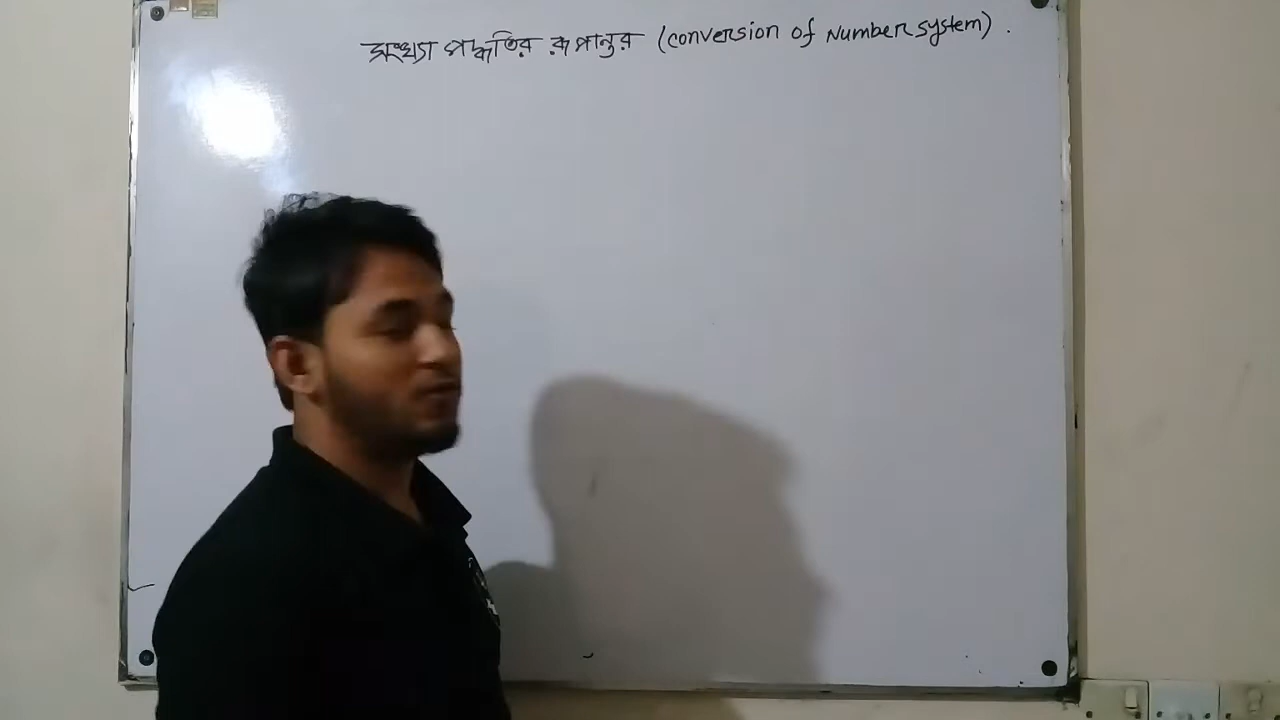 সংখ্যা পদ্ধতির রূপান্তর (conversion of Number system) .